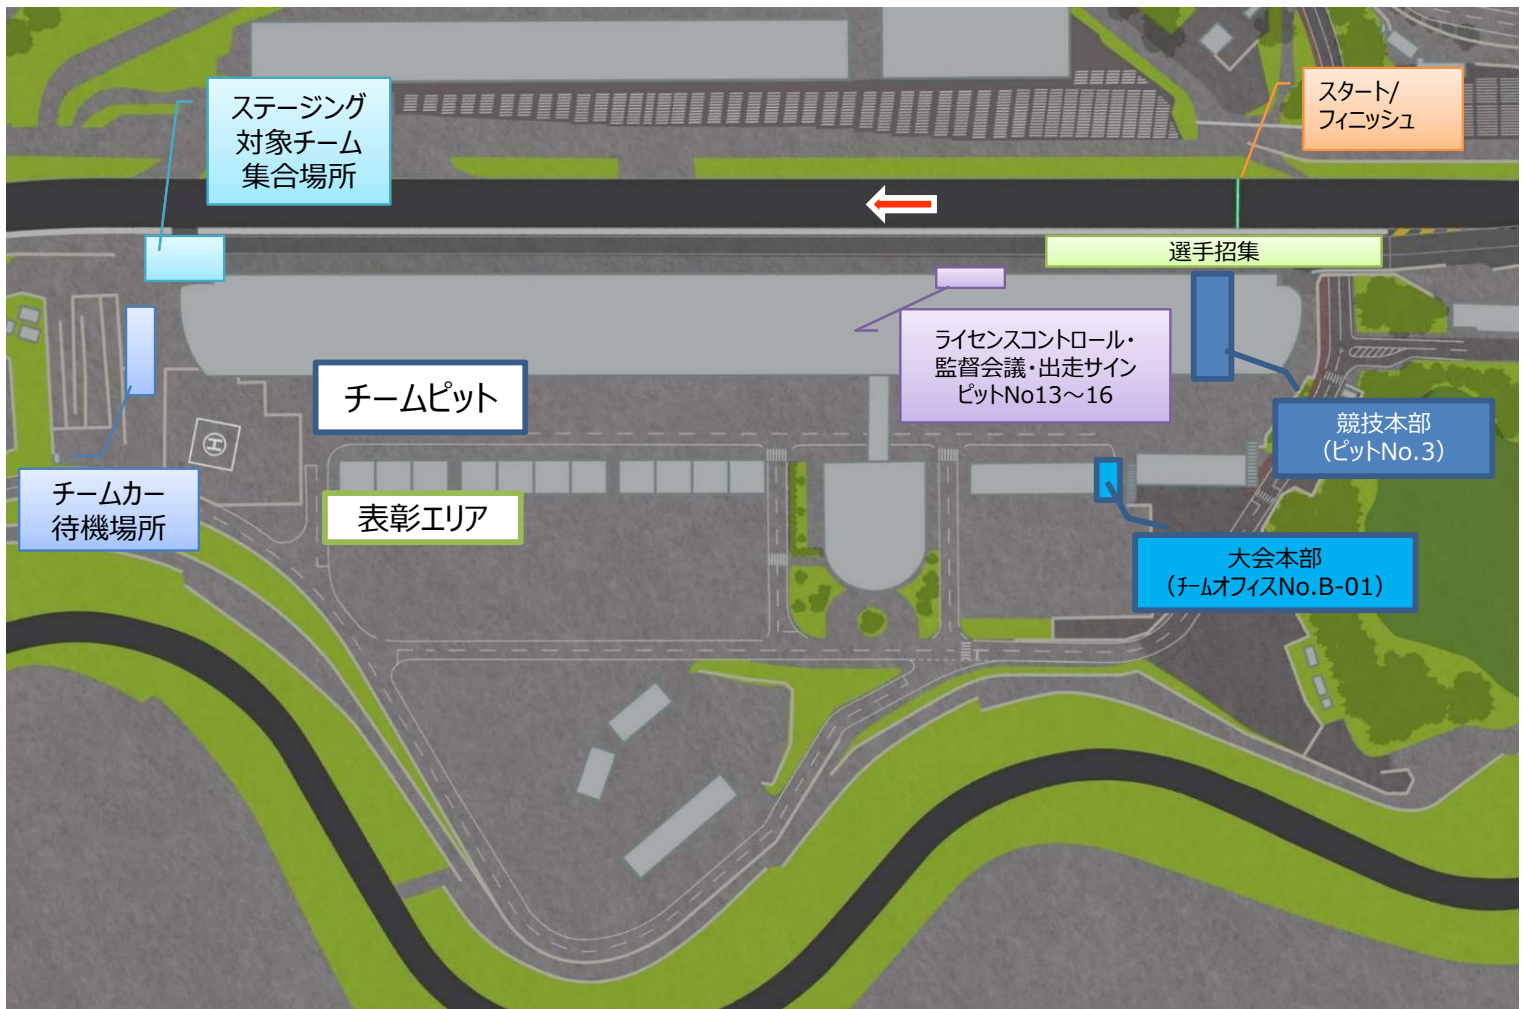 ステージング
対象チーム
集合場所
スタート/
フィニッシュ
選手招集
ライセンスコントロール・
監督会議・出走サイン
ピットNo13～16
チームピット
競技本部
（ピットNo.3）
H
チームカー
待機場所
表彰エリア
大会本部
（チームオフィスNo.B-01）